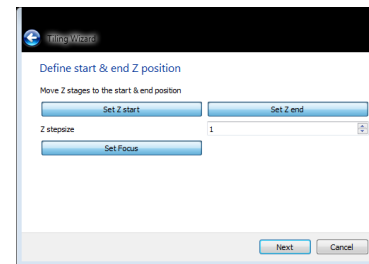 Tiling Wizard
Define start & end Z position
Move Z stages to the start & end position
Set Z start Set Z end
Z stepsize 1
Set Focus
Next Cancel